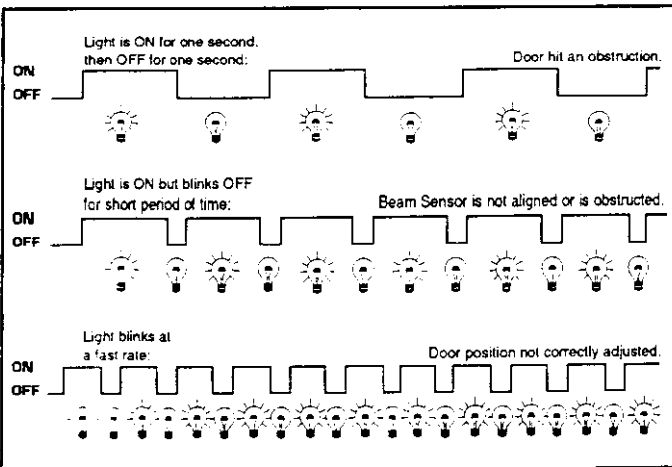 Light is ON for one second,
then OFF for one second:
Door hit an obstruction.
ON
OFF
Light is ON but blinks OFF
for short period of time:
Beam Sensor is not aligned or is obstructed.
ON
OFF
Light blinks at
a fast rate:
Door position not correctly adjusted.
ON
OFF